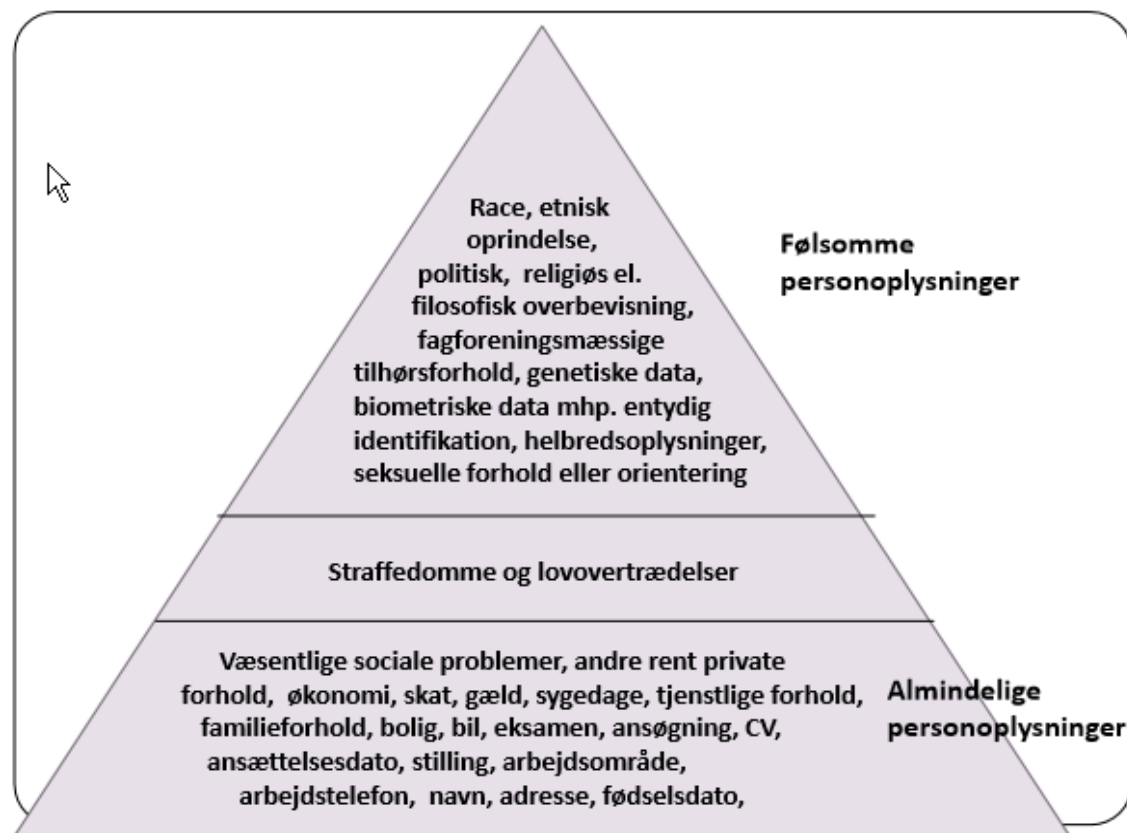 Race, etnisk
oprindelse,
politisk, religiøs el.
filosofisk overbevisning,
fagforeningsmæssige
tilhørsforhold, genetiske data,
biometriske data mhp. entydig
identifikation, helbredsoplysninger,
seksuelle forhold eller orientering
Følsomme
personoplysninger
Straffedomme og lovovertrædelser
Væsentlige sociale problemer, andre rent private
forhold, økonomi, skat, gæld, sygedage, tjenstlige forhold,
familieforhold, bolig, bil, eksamen, ansøgning, CV,
ansættelsesdato, stilling, arbejdsområde,
arbejdstelefon, navn, adresse, fødselsdato,
Almindelige
personoplysninger